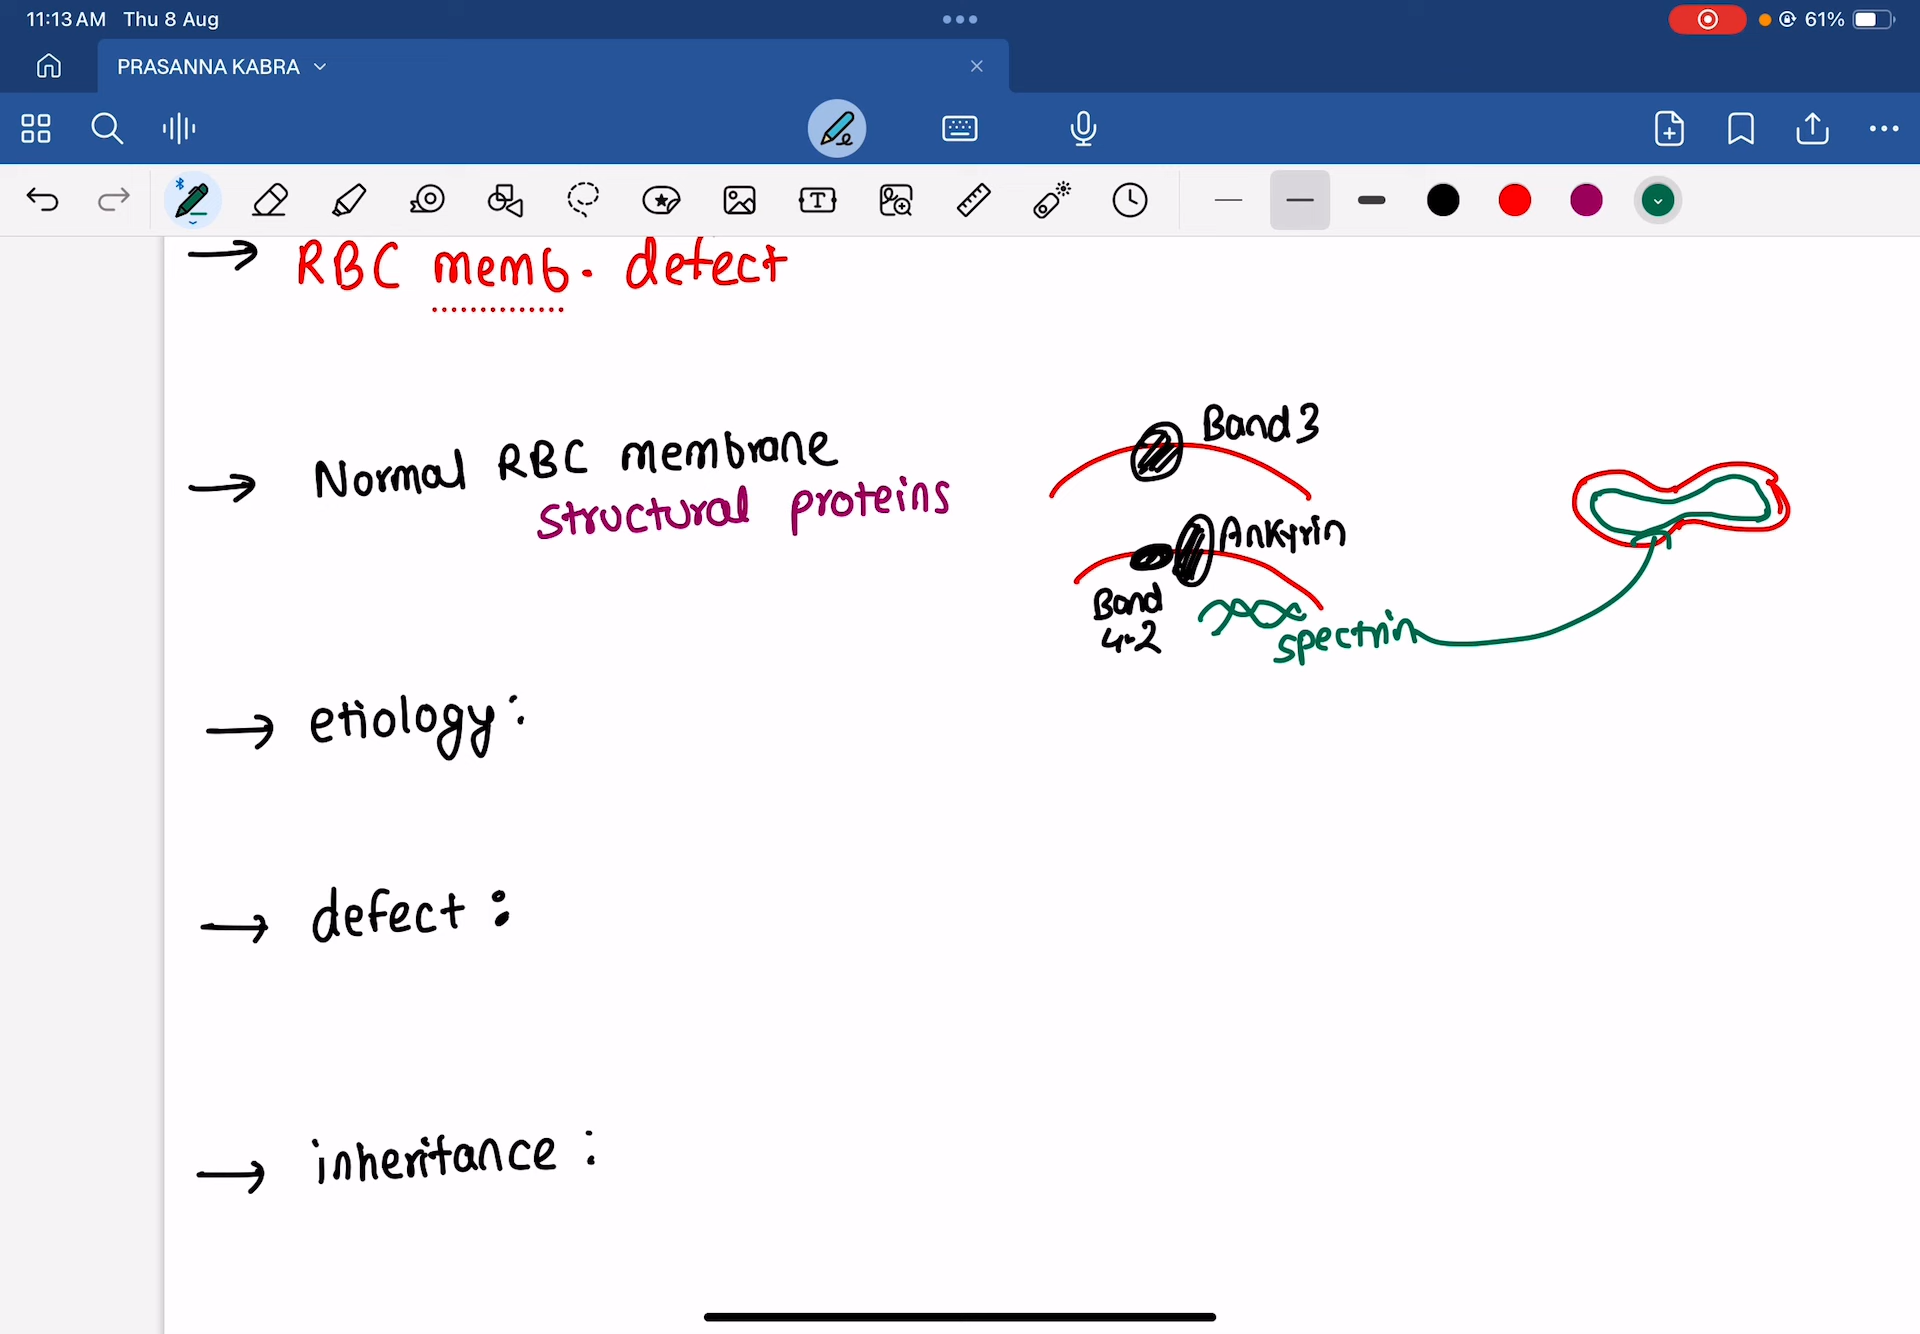 11:13 AM Thu 8 Aug
61%
PRASANNA KABRA
→ RBC memb. defect
→ Normal RBC membrane
structural proteins
Band 3
Ankyrin
Band
4.2
spectrin
→ etiology :
→ defect :
→ inheritance :